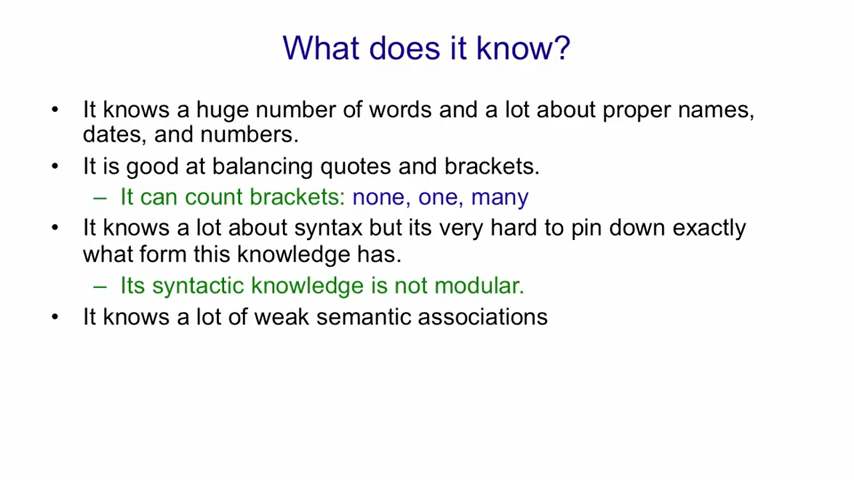 What does it know?
• It knows a huge number of words and a lot about proper names,
dates, and numbers.
• It is good at balancing quotes and brackets.
– It can count brackets: none, one, many
• It knows a lot about syntax but its very hard to pin down exactly
what form this knowledge has.
– Its syntactic knowledge is not modular.
• It knows a lot of weak semantic associations